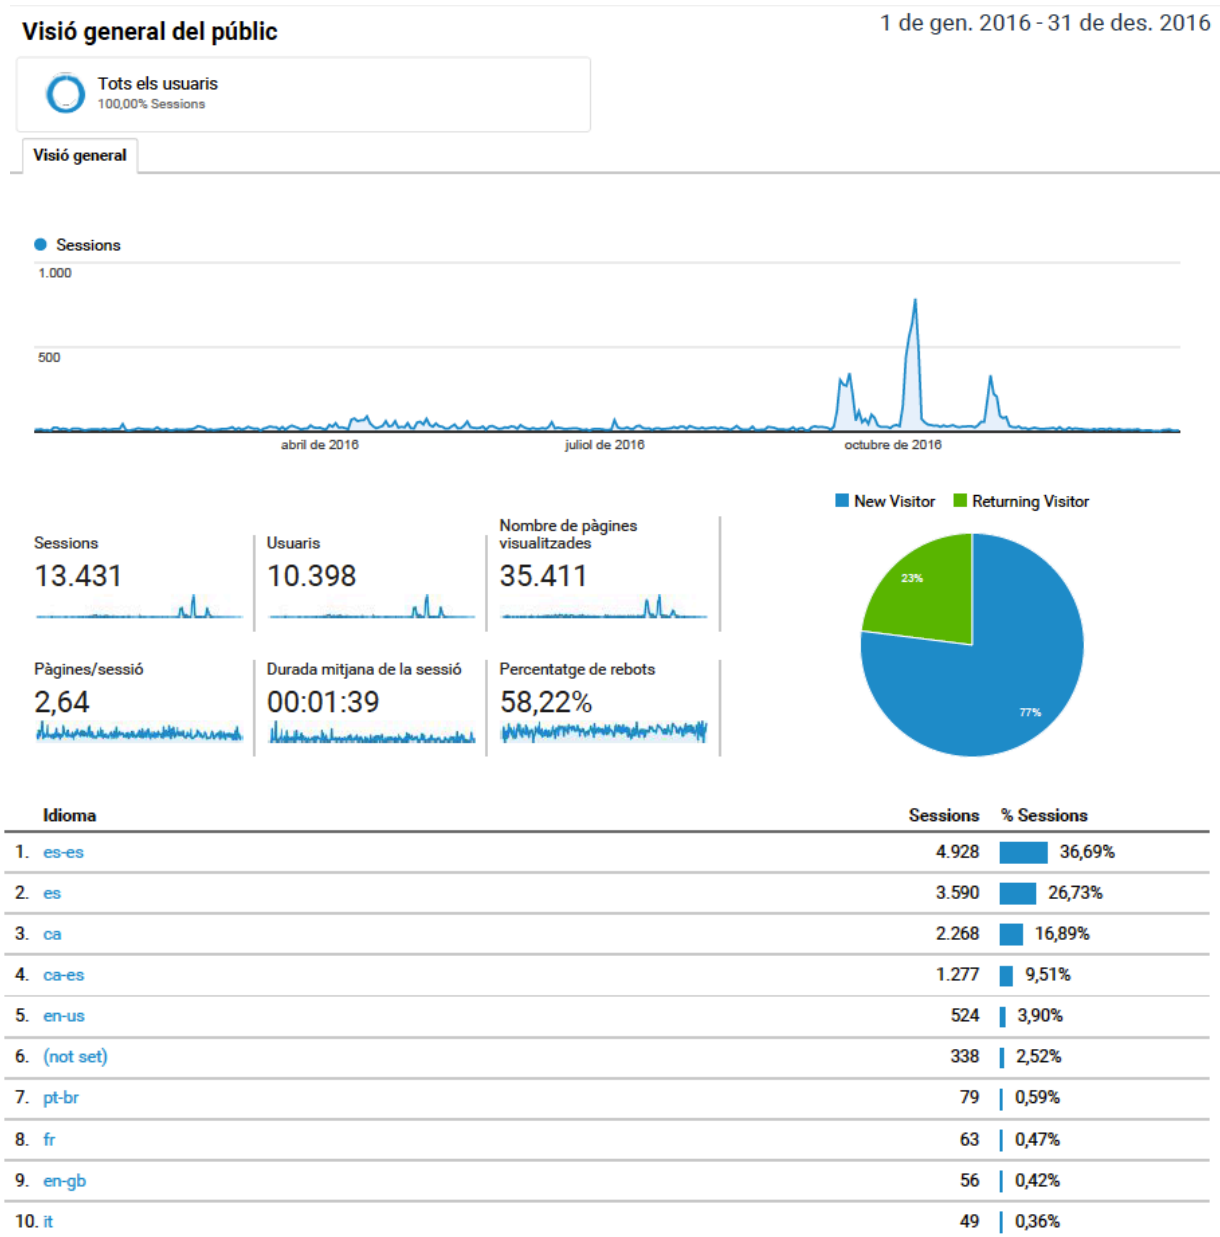 Visió general del públic
1 de gen. 2016 - 31 de des. 2016
Tots els usuaris
100,00% Sessions
Visió general
Sessions
1.000
500
abril de 2016
juliol de 2016
octubre de 2016
New Visitor
Returning Visitor
Sessions
13.431
Usuaris
10.398
Nombre de pàgines
visualitzades
35.411
23%
77%
Pàgines/sessió
2,64
Durada mitjana de la sessió
00:01:39
Percentatge de rebots
58,22%
Idioma Sessions % Sessions
1. es-es 4.928 36,69%
2. es 3.590 26,73%
3. ca 2.268 16,89%
4. ca-es 1.277 9,51%
5. en-us 524 3,90%
6. (not set) 338 2,52%
7. pt-br 79 0,59%
8. fr 63 0,47%
9. en-gb 56 0,42%
10. it 49 0,36%